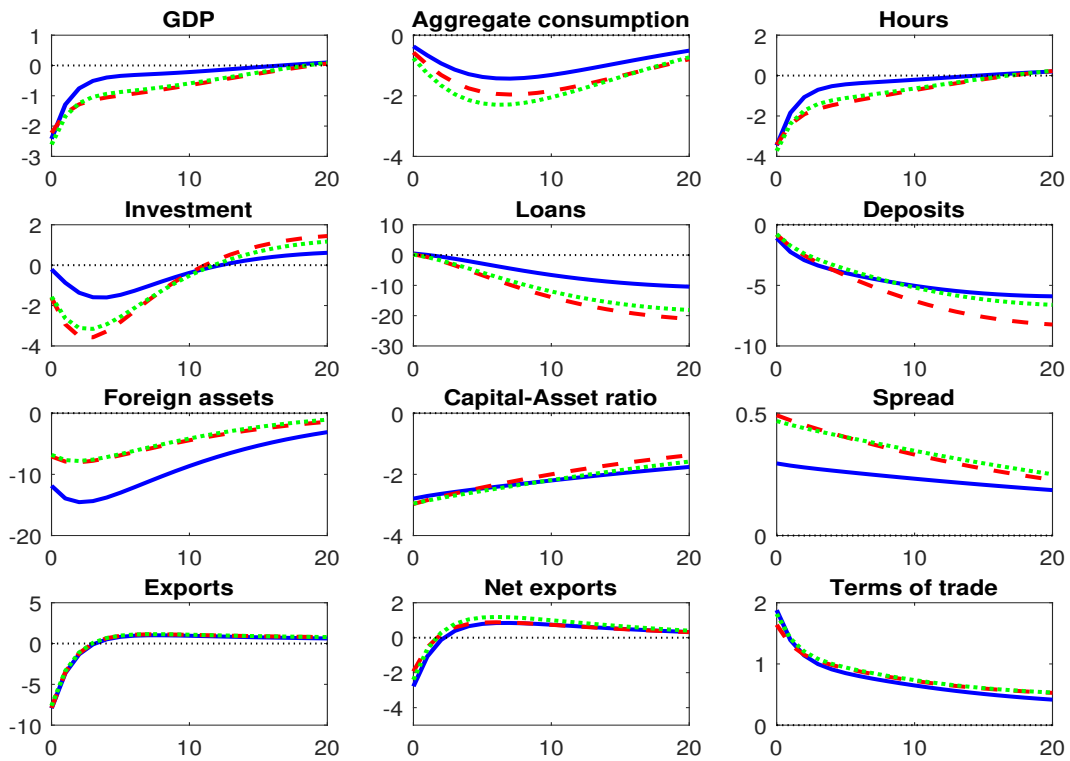 GDP
Aggregate consumption
Hours
1
0
-1
-2
-3
0 10 20
0
-2
-4
0 10 20
2
0
-2
-4
0 10 20
Investment
Loans
Deposits
2
0
-2
-4
0 10 20
10
0
-10
-20
-30
0 10 20
0
-5
-10
0 10 20
Foreign assets
Capital-Asset ratio
Spread
0
-10
-20
0 10 20
0
-2
-4
0 10 20
0.5
0
0 10 20
Exports
Net exports
Terms of trade
5
0
-5
-10
0 10 20
2
0
-2
-4
0 10 20
2
1
0
0 10 20